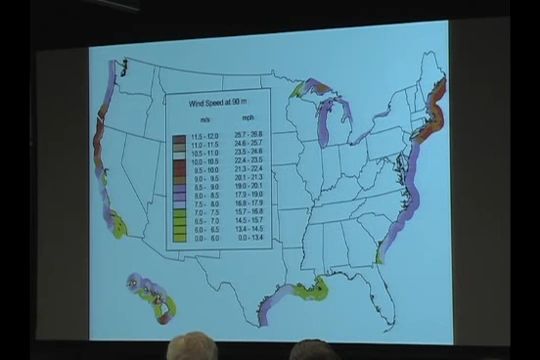 Wind Speed at 90 m
m/s mph
11.5 - 12.0 25.7 - 26.8
11.0 - 11.5 24.6 - 25.7
10.5 - 11.0 23.5 - 24.6
10.0 - 10.5 22.4 - 23.5
9.5 - 10.0 21.3 - 22.4
9.0 - 9.5 20.1 - 21.3
8.5 - 9.0 19.0 - 20.1
8.0 - 8.5 17.9 - 19.0
7.5 - 8.0 16.8 - 17.9
7.0 - 7.5 15.7 - 16.8
6.5 - 7.0 14.5 - 15.7
6.0 - 6.5 13.4 - 14.5
0.0 - 6.0 0.0 - 13.4